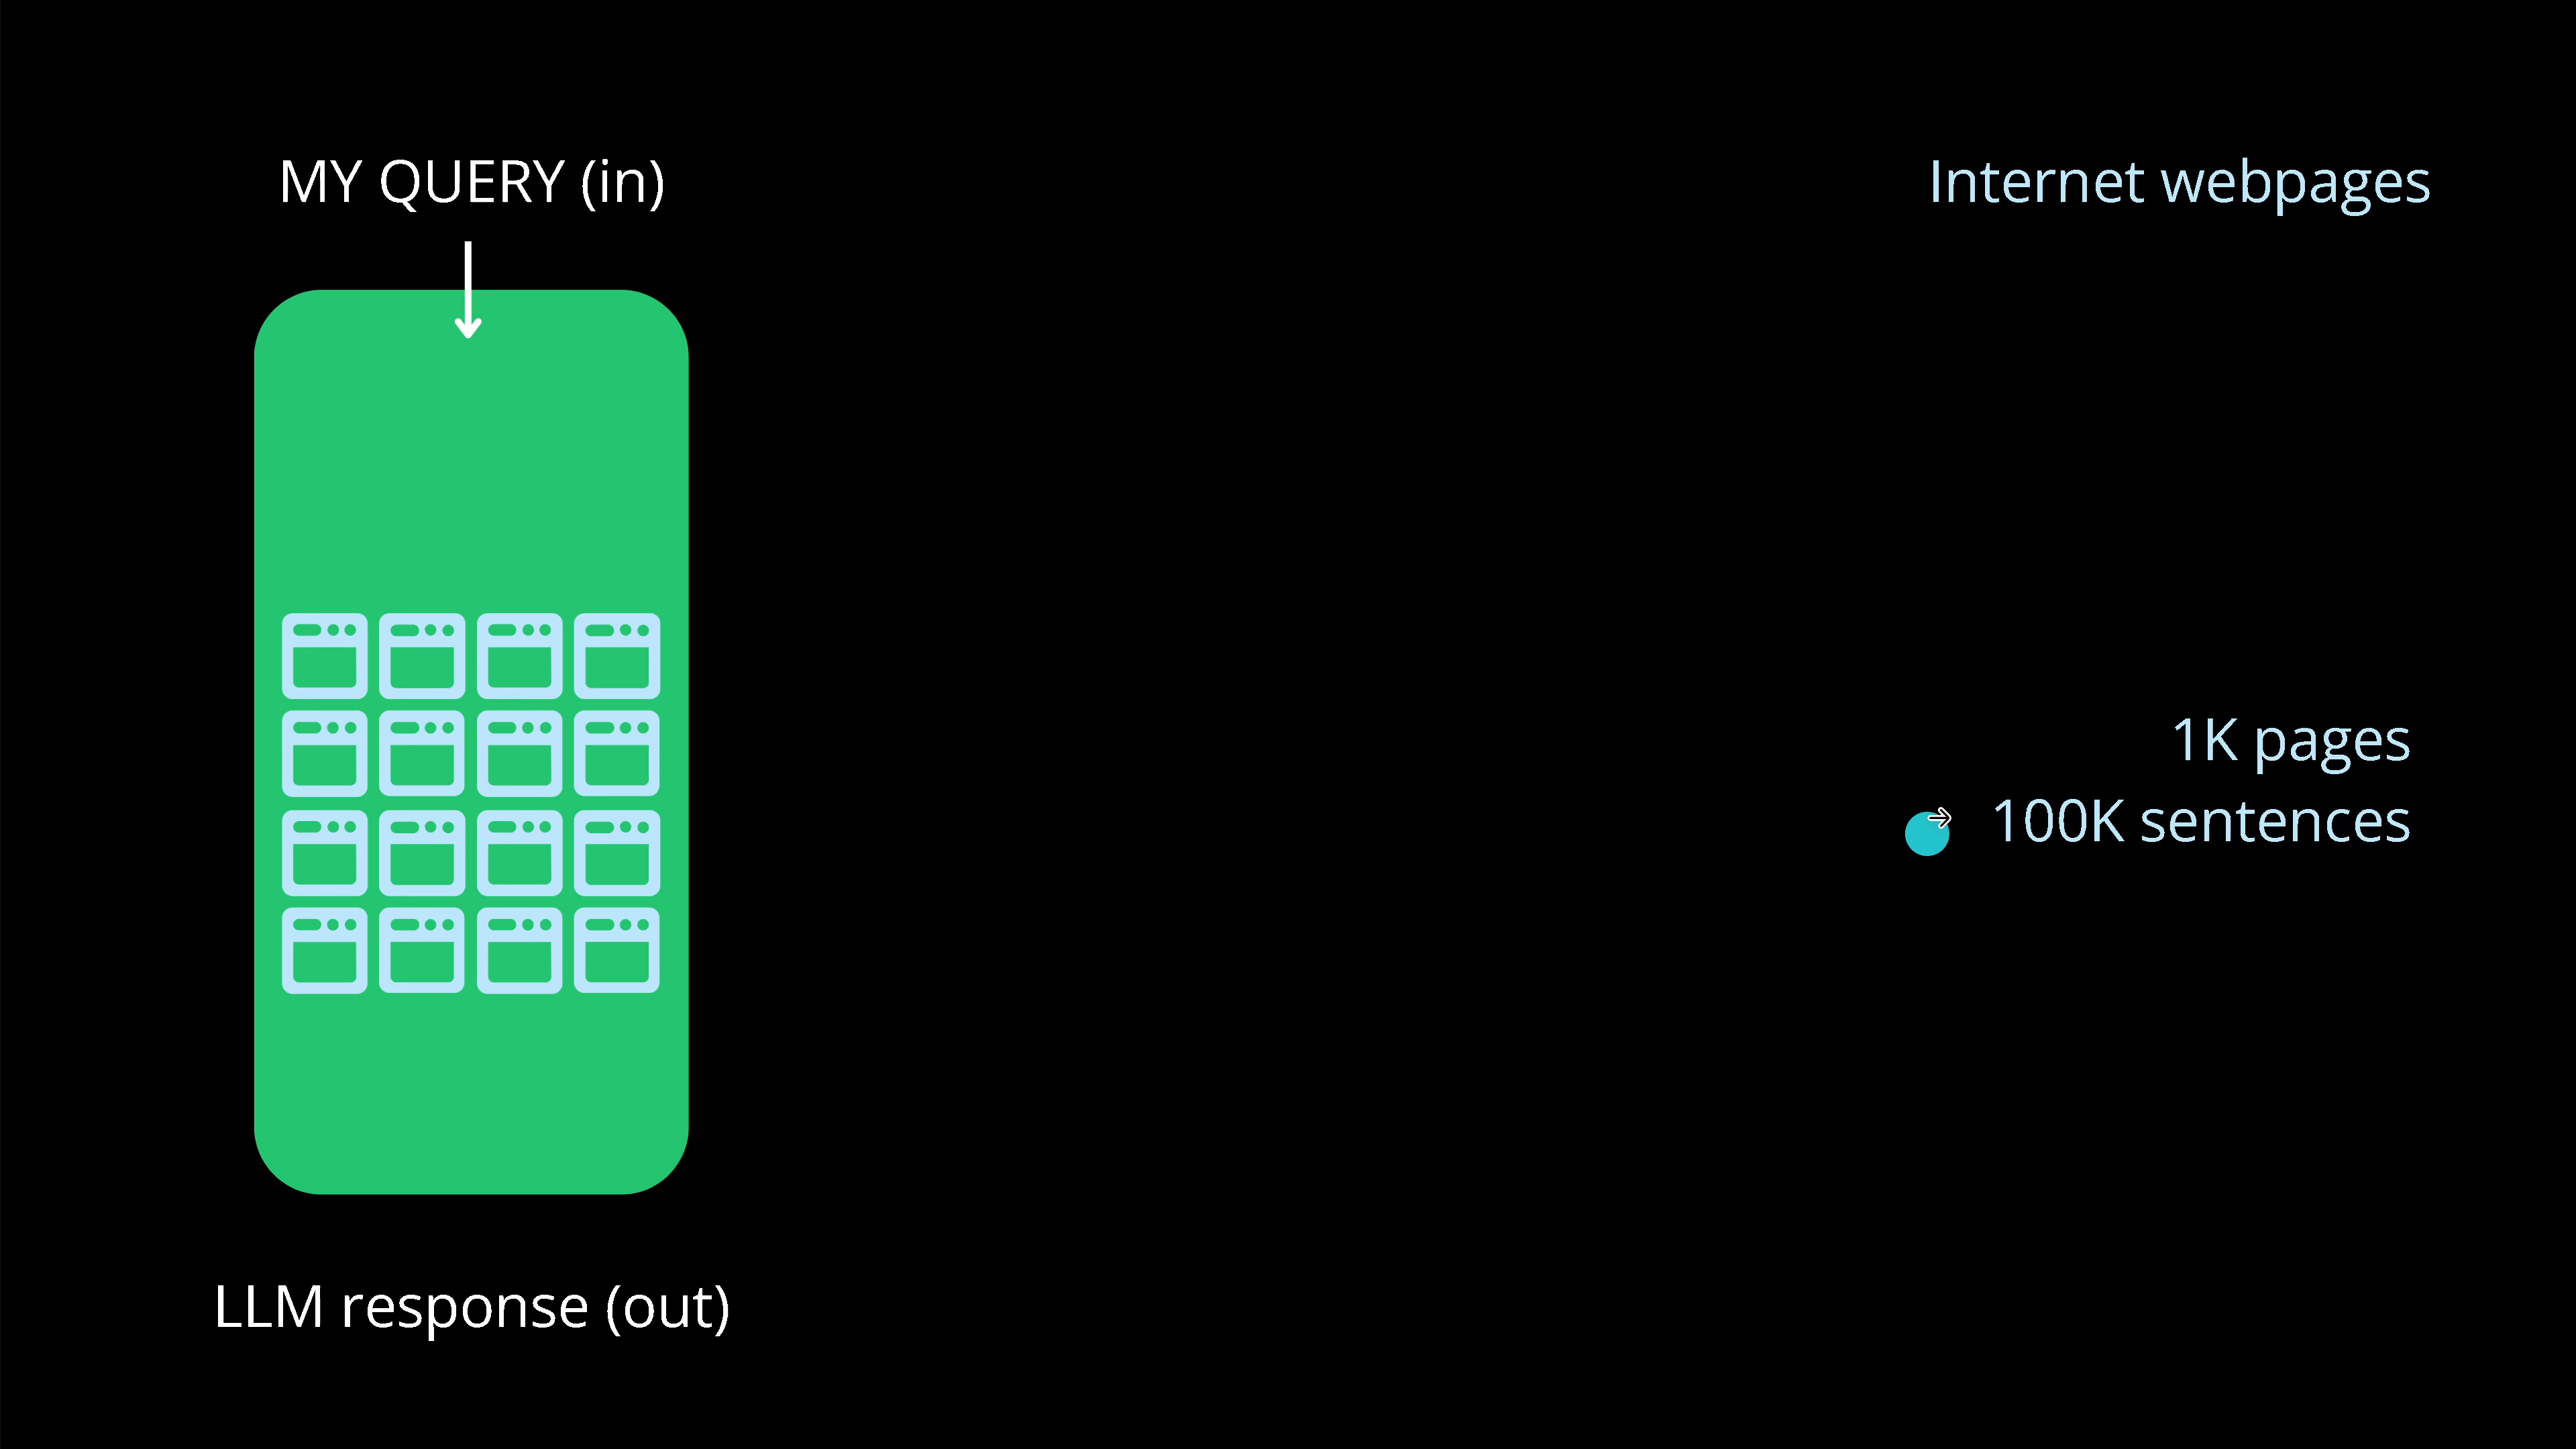 MY QUERY (in)
Internet webpages
1K pages
100K sentences
LLM response (out)